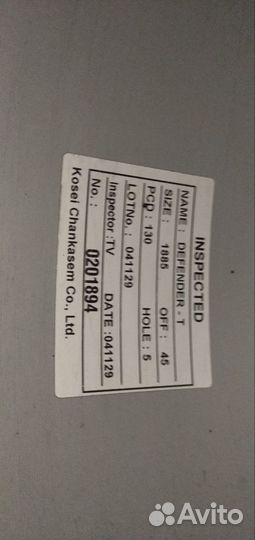 INSPECTED
NAME : DEFENDER - T
SIZE : 1885 OFF : 45
PCD : 130 HOLE : 5
LOTNo. : 041129
Inspector :TV DATE :041129
No. : 0201894
Kosei Chankasem Co., Ltd.
Avito